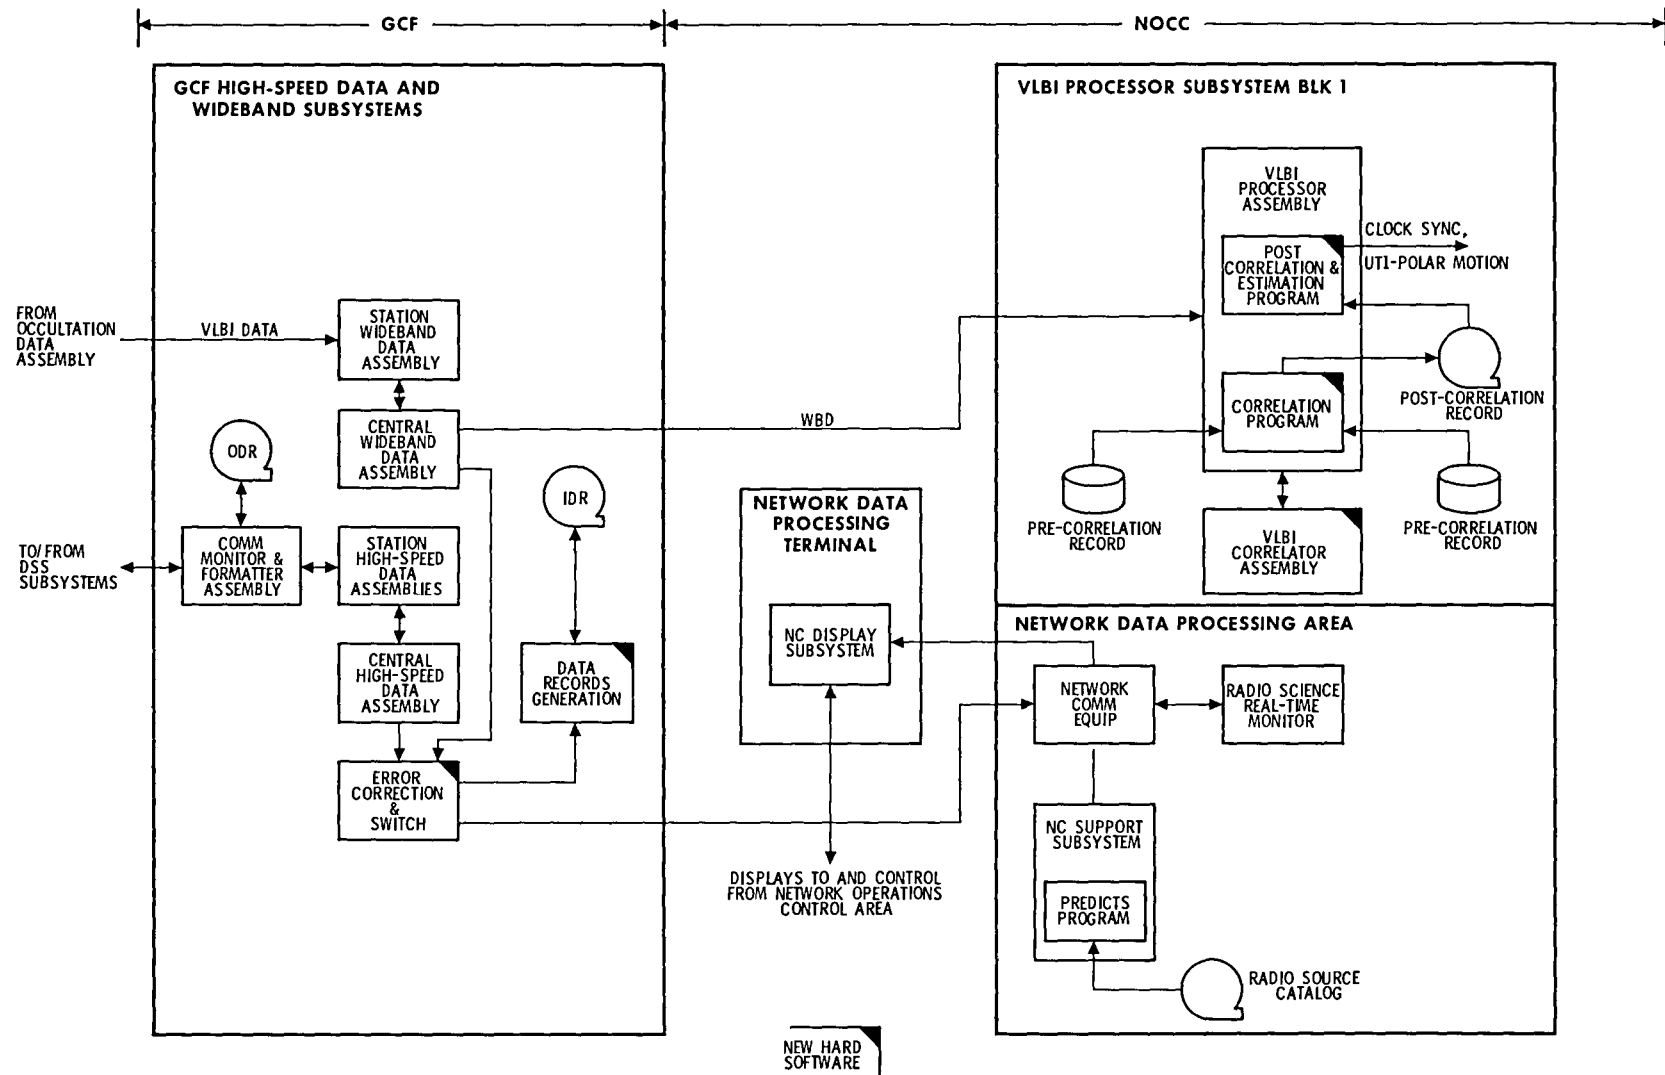 GCF
NOCC
GCF HIGH-SPEED DATA AND
WIDEBAND SUBSYSTEMS
FROM
OCCULTATION
DATA
ASSEMBLY
VLBI DATA
STATION
WIDEBAND
DATA
ASSEMBLY
CENTRAL
WIDEBAND
DATA
ASSEMBLY
ODR
IDR
TO/FROM
DSS
SUBSYSTEMS
COMM
MONITOR &
FORMATTER
ASSEMBLY
STATION
HIGH-SPEED
DATA
ASSEMBLIES
CENTRAL
HIGH-SPEED
DATA
ASSEMBLY
DATA
RECORDS
GENERATION
ERROR
CORRECTION
&
SWITCH
WBD
NETWORK DATA
PROCESSING
TERMINAL
NC DISPLAY
SUBSYSTEM
DISPLAYS TO AND CONTROL
FROM NETWORK OPERATIONS
CONTROL AREA
VLBI PROCESSOR SUBSYSTEM BLK 1
VLBI
PROCESSOR
ASSEMBLY
POST
CORRELATION &
ESTIMATION
PROGRAM
CLOCK SYNC,
UTI-POLAR MOTION
CORRELATION
PROGRAM
POST-CORRELATION
RECORD
PRE-CORRELATION
RECORD
VLBI
CORRELATOR
ASSEMBLY
PRE-CORRELATION
RECORD
NETWORK DATA PROCESSING AREA
NETWORK
COMM
EQUIP
RADIO SCIENCE
REAL-TIME
MONITOR
NC SUPPORT
SUBSYSTEM
PREDICTS
PROGRAM
RADIO SOURCE
CATALOG
NEW HARD
SOFTWARE